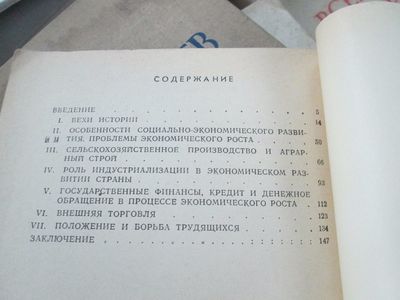 СОДЕРЖАНИЕ
ВВЕДЕНИЕ . . . . . . . . . . 5
I. ВЕХИ ИСТОРИИ . . . . . . . . . 14
II. ОСОБЕННОСТИ СОЦИАЛЬНО-ЭКОНОМИЧЕСКОГО РАЗВИ-
ТИЯ. ПРОБЛЕМЫ ЭКОНОМИЧЕСКОГО РОСТА . . . . 50
III. СЕЛЬСКОХОЗЯЙСТВЕННОЕ ПРОИЗВОДСТВО И АГРАР-
НЫЙ СТРОЙ . . . . . . . . . 66
IV. РОЛЬ ИНДУСТРИАЛИЗАЦИИ В ЭКОНОМИЧЕСКОМ РАЗ-
ВИТИИ СТРАНЫ . . . . . . . . . 93
V. ГОСУДАРСТВЕННЫЕ ФИНАНСЫ, КРЕДИТ И ДЕНЕЖНОЕ
ОБРАЩЕНИЕ В ПРОЦЕССЕ ЭКОНОМИЧЕСКОГО РОСТА . 112
VI. ВНЕШНЯЯ ТОРГОВЛЯ . . . . . . . . 123
VII. ПОЛОЖЕНИЕ И БОРЬБА ТРУДЯЩИХСЯ . . . . 134
ЗАКЛЮЧЕНИЕ . . . . . . . . . . 147